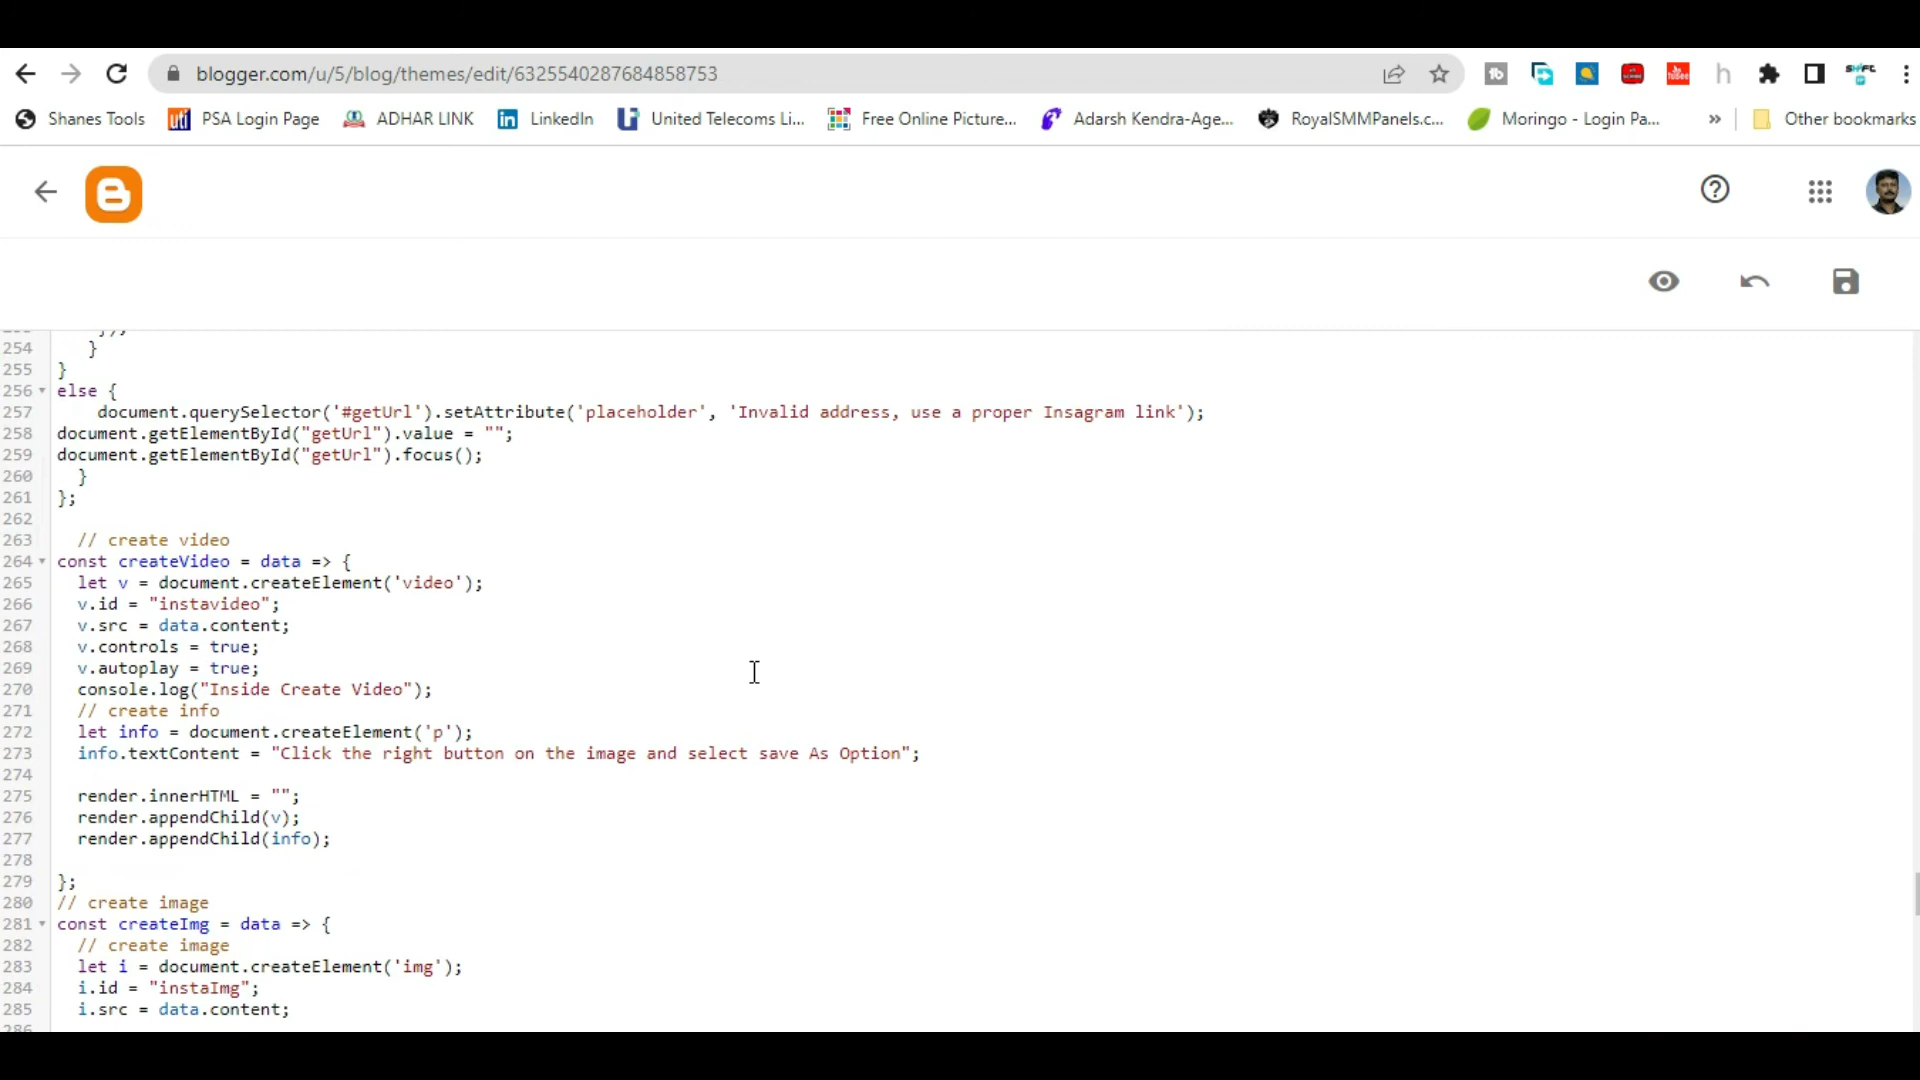 blogger.com/u/5/blog/themes/edit/6325540287684858753
Shanes Tools
uti PSA Login Page
ADHAR LINK
in LinkedIn
United Telecoms Li...
Free Online Picture...
Adarsh Kendra-Age...
RoyalSMMPanels.c...
Moringo - Login Pa...
»
Other bookmarks
254 }
255 }
256 else {
257 document.querySelector('#getUrl').setAttribute('placeholder', 'Invalid address, use a proper Insagram link');
258 document.getElementById("getUrl").value = "";
259 document.getElementById("getUrl").focus();
260 }
261 };
262
263 // create video
264 const createVideo = data => {
265 let v = document.createElement('video');
266 v.id = "instavideo";
267 v.src = data.content;
268 v.controls = true;
269 v.autoplay = true;
270 console.log("Inside Create Video");
271 // create info
272 let info = document.createElement('p');
273 info.textContent = "Click the right button on the image and select save As Option";
274
275 render.innerHTML = "";
276 render.appendChild(v);
277 render.appendChild(info);
278
279 };
280 // create image
281 const createImg = data => {
282 // create image
283 let i = document.createElement('img');
284 i.id = "instaImg";
285 i.src = data.content;